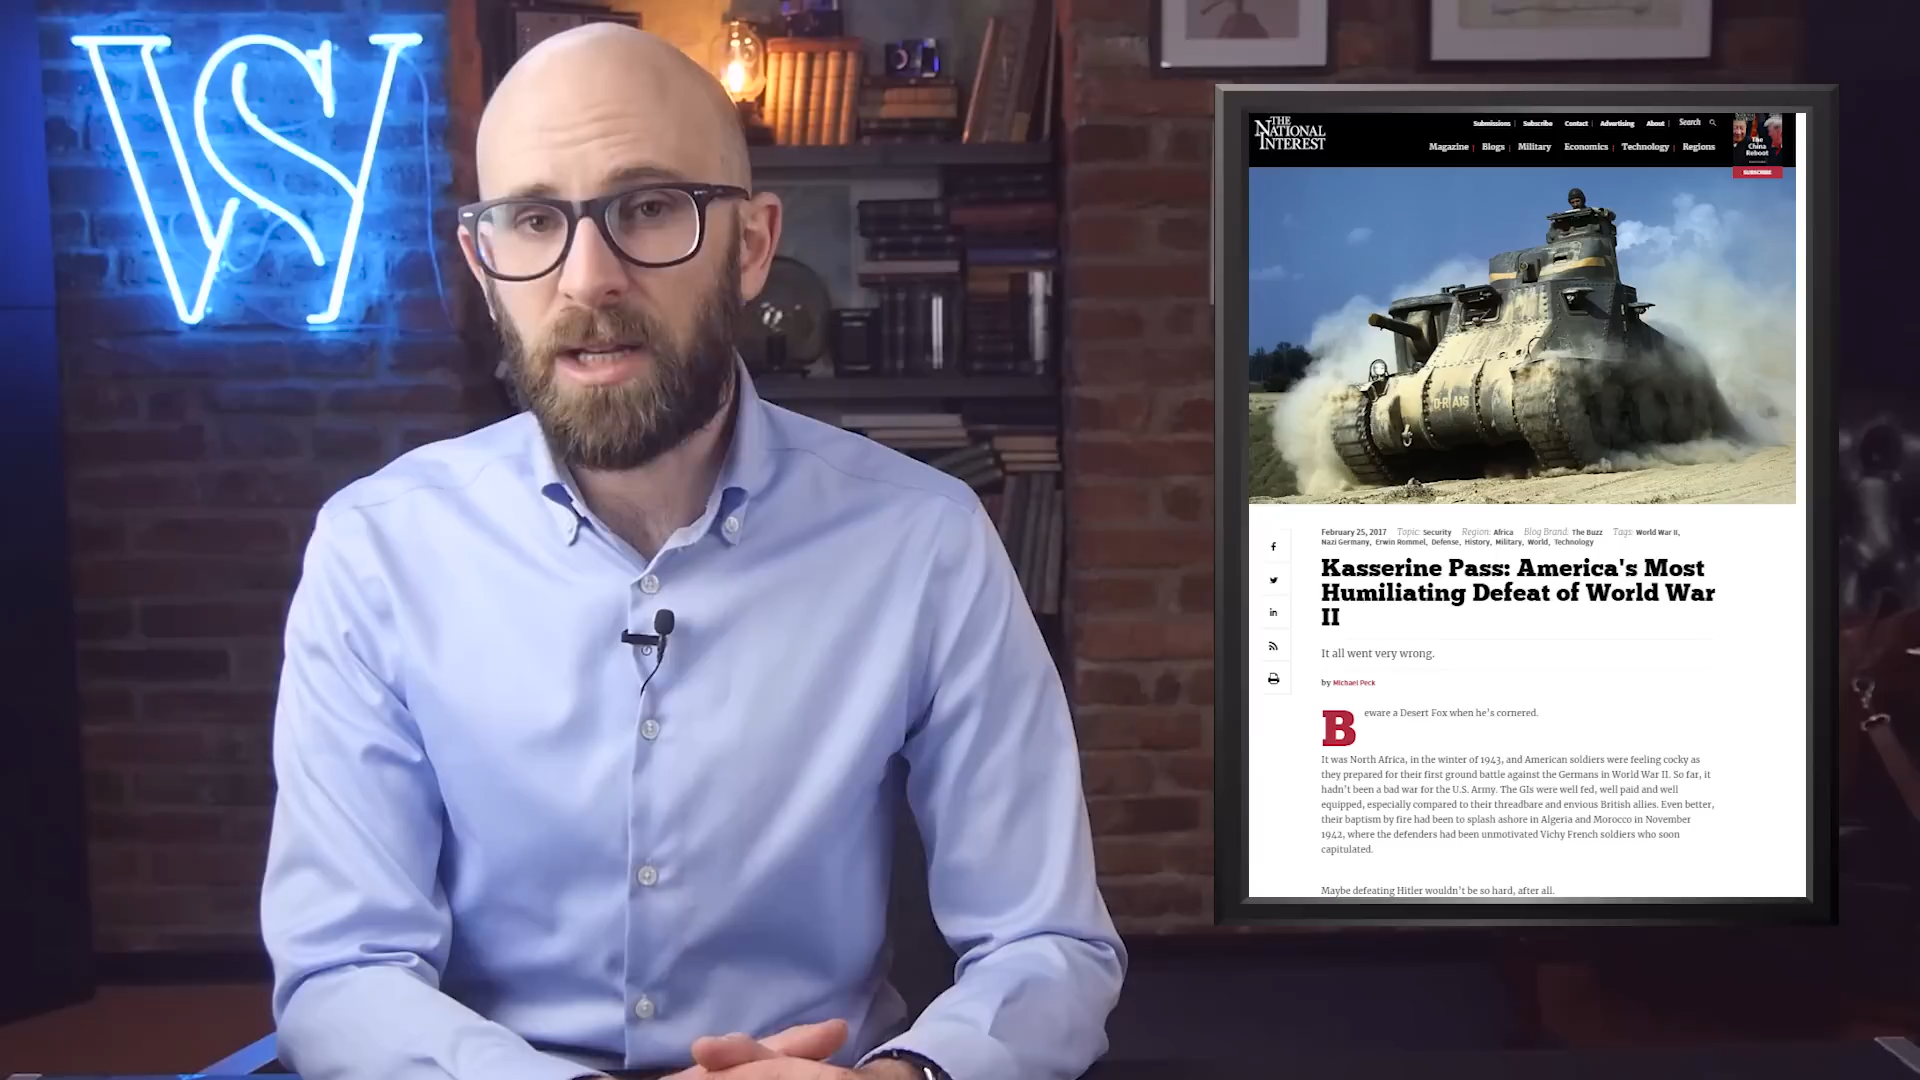 WS
THE
NATIONAL
INTEREST
Submissions | Subscribe | Contact | Advertising | About | Search
Magazine | Blogs | Military Economics | Technology | Regions
The
China
Reboot
SUBSCRIBE
D-RA16
February 25, 2017 Topic: Security Region: Africa Blog Brand: The Buzz Tags: World War II,
Nazi Germany, Erwin Rommel, Defense, History, Military, World, Technology
Kasserine Pass: America's Most
Humiliating Defeat of World War
II
It all went very wrong.
by Michael Peck
Beware a Desert Fox when he's cornered.
It was North Africa, in the winter of 1943, and American soldiers were feeling cocky as
they prepared for their first ground battle against the Germans in World War II. So far, it
hadn't been a bad war for the U.S. Army. The GIs were well fed, well paid and well
equipped, especially compared to their threadbare and envious British allies. Even better,
their baptism by fire had been to splash ashore in Algeria and Morocco in November
1942, where the defenders had been unmotivated Vichy French soldiers who soon
capitulated.
Maybe defeating Hitler wouldn't be so hard, after all.